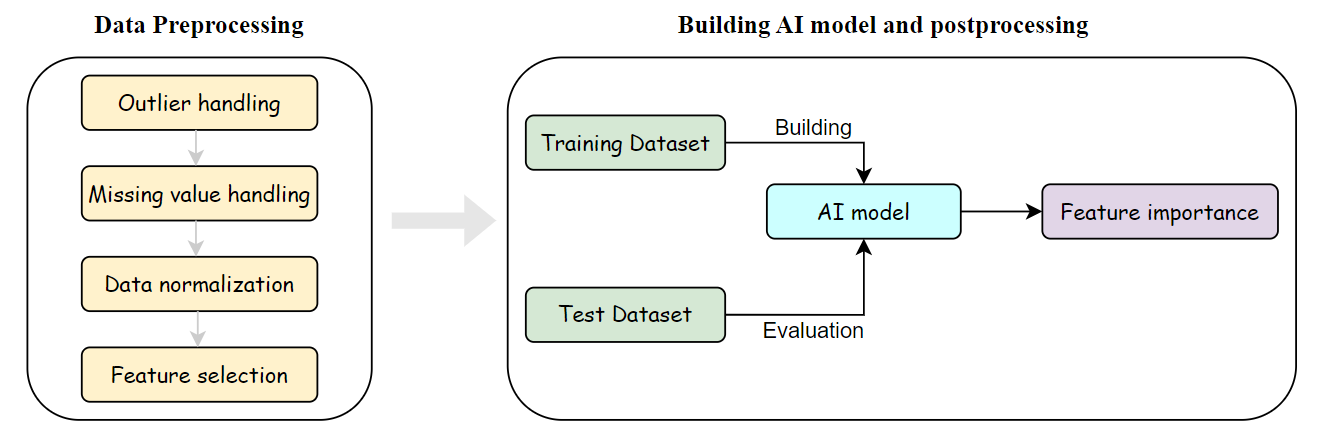 Data Preprocessing
Outlier handling
Missing value handling
Data normalization
Feature selection
Building AI model and postprocessing
Training Dataset
Building
AI model
Feature importance
Test Dataset
Evaluation